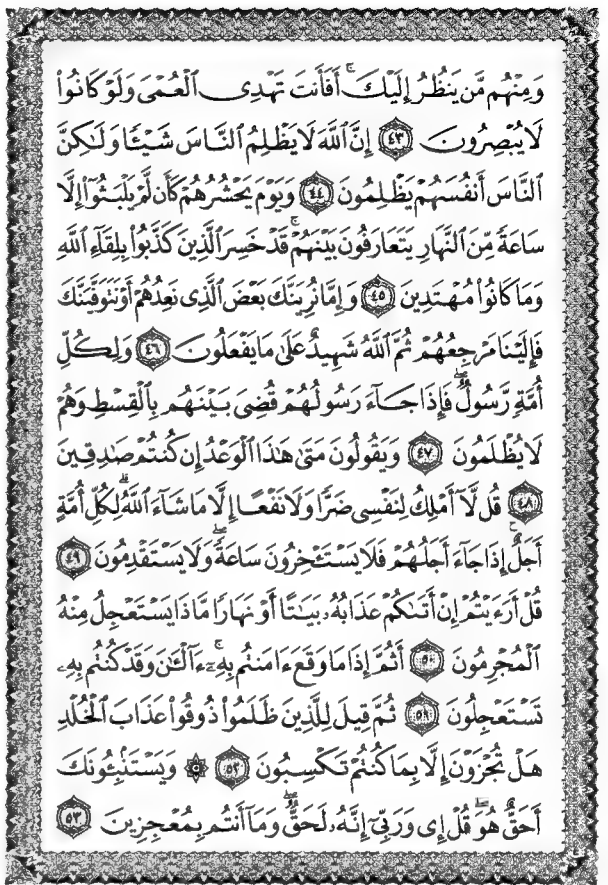 وَمِنْهُم مَّن يَنظُرُ إِلَيْكَ ۚ أَفَأَنتَ تَهْدِى ٱلْعُمْىَ وَلَوْ كَانُوا۟
لَا يُبْصِرُونَ ٤٣ إِنَّ ٱللَّهَ لَا يَظْلِمُ ٱلنَّاسَ شَيْـًٔا وَلَـٰكِنَّ
ٱلنَّاسَ أَنفُسَهُمْ يَظْلِمُونَ ٤٤ وَيَوْمَ يَحْشُرُهُمْ كَأَن لَّمْ يَلْبَثُوٓا۟ إِلَّا
سَاعَةً مِّنَ ٱلنَّهَارِ يَتَعَارَفُونَ بَيْنَهُمْ ۚ قَدْ خَسِرَ ٱلَّذِينَ كَذَّبُوا۟ بِلِقَآءِ ٱللَّهِ
وَمَا كَانُوا۟ مُهْتَدِينَ ٤٥ وَإِمَّا نُرِيَنَّكَ بَعْضَ ٱلَّذِى نَعِدُهُمْ أَوْ نَتَوَفَّيَنَّكَ
فَإِلَيْنَا مَرْجِعُهُمْ ثُمَّ ٱللَّهُ شَهِيدٌ عَلَىٰ مَا يَفْعَلُونَ ٤٦ وَلِكُلِّ
أُمَّةٍ رَّسُولٌ ۖ فَإِذَا جَآءَ رَسُولُهُمْ قُضِىَ بَيْنَهُم بِٱلْقِسْطِ وَهُمْ
لَا يُظْلَمُونَ ٤٧ وَيَقُولُونَ مَتَىٰ هَـٰذَا ٱلْوَعْدُ إِن كُنتُمْ صَـٰدِقِينَ
٤٨ قُل لَّآ أَمْلِكُ لِنَفْسِى ضَرًّا وَلَا نَفْعًا إِلَّا مَا شَآءَ ٱللَّهُ ۗ لِكُلِّ أُمَّةٍ
أَجَلٌ ۚ إِذَا جَآءَ أَجَلُهُمْ فَلَا يَسْتَـْٔخِرُونَ سَاعَةً ۖ وَلَا يَسْتَقْدِمُونَ ٤٩
قُلْ أَرَءَيْتُمْ إِنْ أَتَىٰكُمْ عَذَابُهُۥ بَيَـٰتًا أَوْ نَهَارًا مَّاذَا يَسْتَعْجِلُ مِنْهُ
ٱلْمُجْرِمُونَ ٥٠ أَثُمَّ إِذَا مَا وَقَعَ ءَامَنتُم بِهِۦٓ ۚ ءَآلْـَٔـٰنَ وَقَدْ كُنتُم بِهِۦ
تَسْتَعْجِلُونَ ٥١ ثُمَّ قِيلَ لِلَّذِينَ ظَلَمُوا۟ ذُوقُوا۟ عَذَابَ ٱلْخُلْدِ
هَلْ تُجْزَوْنَ إِلَّا بِمَا كُنتُمْ تَكْسِبُونَ ٥٢ ۞ وَيَسْتَنۢبِـُٔونَكَ
أَحَقٌّ هُوَ ۖ قُلْ إِى وَرَبِّىٓ إِنَّهُۥ لَحَقٌّ ۖ وَمَآ أَنتُم بِمُعْجِزِينَ ٥٣